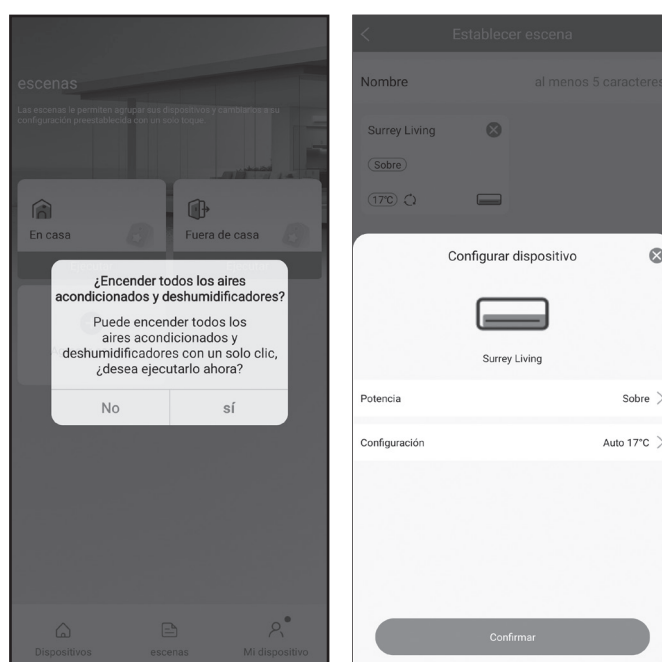 escenas
Las escenas le permiten agrupar sus dispositivos y cambiarlos a su
configuración preestablecida con un solo toque.
En casa
Fuera de casa
¿Encender todos los aires
acondicionados y deshumidificadores?
Puede encender todos los
aires acondicionados y
deshumidificadores con un solo clic,
¿desea ejecutarlo ahora?
No
sí
Dispositivos
escenas
Mi dispositivo
Establecer escena
Nombre
al menos 5 caracteres
Surrey Living
Sobre
17°C
Configurar dispositivo
Surrey Living
Potencia
Sobre
Configuración
Auto 17°C
Confirmar